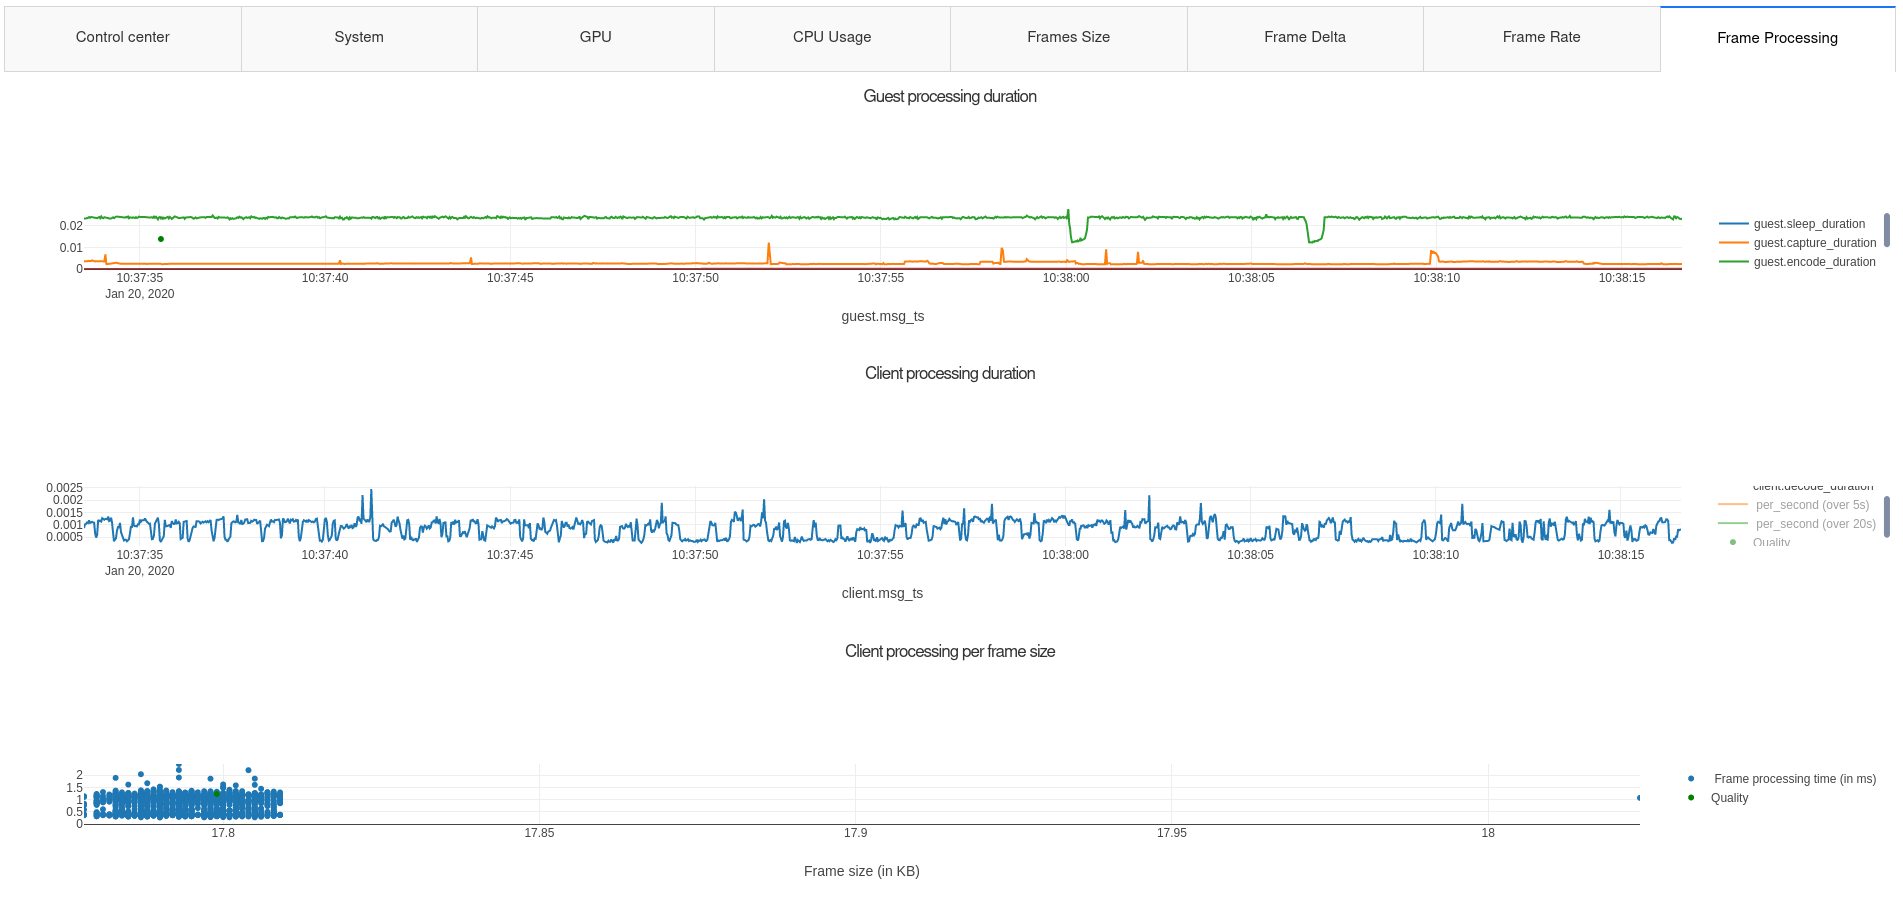 Control center
System
GPU
CPU Usage
Frames Size
Frame Delta
Frame Rate
Frame Processing
Guest processing duration
0.02
0.01
0
10:37:35
Jan 20, 2020
10:37:40
10:37:45
10:37:50
10:37:55
10:38:00
10:38:05
10:38:10
10:38:15
guest.msg_ts
guest.sleep_duration
guest.capture_duration
guest.encode_duration
Client processing duration
0.0025
0.002
0.0015
0.001
0.0005
10:37:35
Jan 20, 2020
10:37:40
10:37:45
10:37:50
10:37:55
10:38:00
10:38:05
10:38:10
10:38:15
client.msg_ts
client.decode_duration
per_second (over 5s)
per_second (over 20s)
Quality
Client processing per frame size
2
1.5
1
0.5
0
17.8
17.85
17.9
17.95
18
Frame size (in KB)
Frame processing time (in ms)
Quality